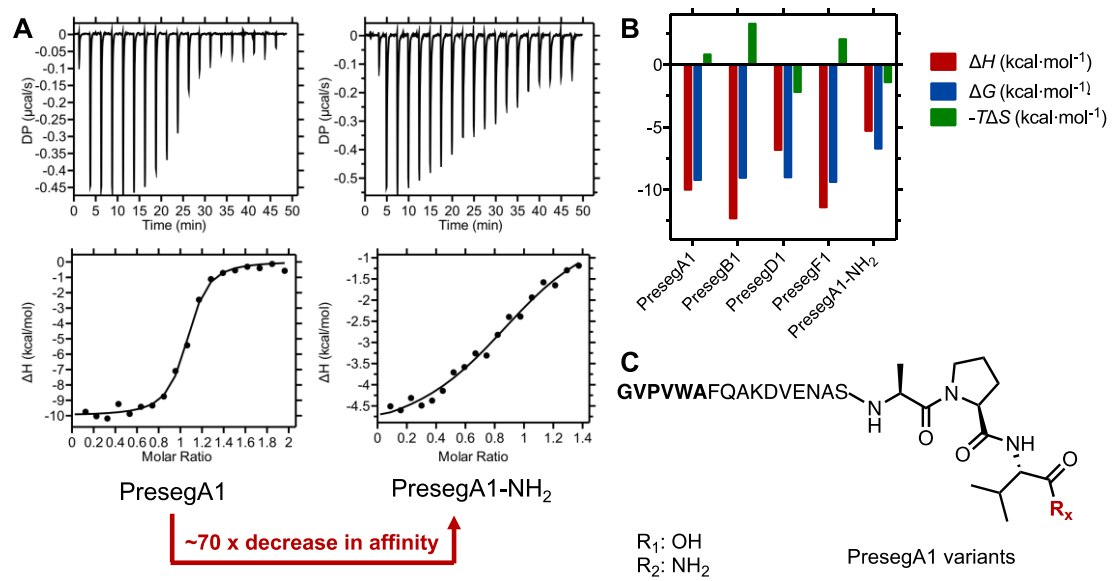 A
0
-0.05
-0.1
-0.15
-0.2
-0.25
-0.3
-0.35
-0.4
-0.45
DP (μcal/s)
0 5 10 15 20 25 30 35 40 45 50
Time (min)
0
-0.1
-0.2
-0.3
-0.4
-0.5
DP (μcal/s)
0 5 10 15 20 25 30 35 40 45 50
Time (min)
0
-1
-2
-3
-4
-5
-6
-7
-8
-9
-10
ΔH (kcal/mol)
0 0.2 0.4 0.6 0.8 1 1.2 1.4 1.6 1.8 2
Molar Ratio
-1
-1.5
-2
-2.5
-3
-3.5
-4
-4.5
ΔH (kcal/mol)
0 0.2 0.4 0.6 0.8 1 1.2 1.4
Molar Ratio
PresegA1
PresegA1-NH₂
~70 x decrease in affinity
B
0
-5
-10
PresegA1
PresegB1
PresegD1
PresegF1
PresegA1-NH₂
ΔH (kcal·mol⁻¹)
ΔG (kcal·mol⁻¹)
-TΔS (kcal·mol⁻¹)
C
GVPVWAFQAKDVENAS
N
H
O
N
O
NH
O
Rₓ
R₁: OH
R₂: NH₂
PresegA1 variants